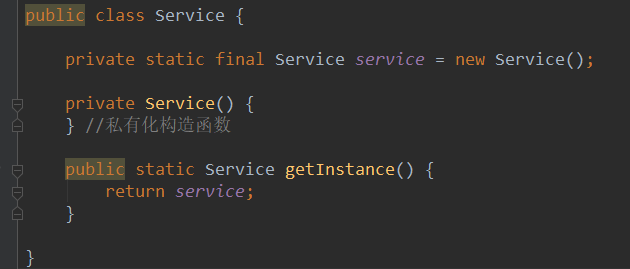 public class Service {
private static final Service service = new Service();
private Service() {
} //私有化构造函数
public static Service getInstance() {
return service;
}
}